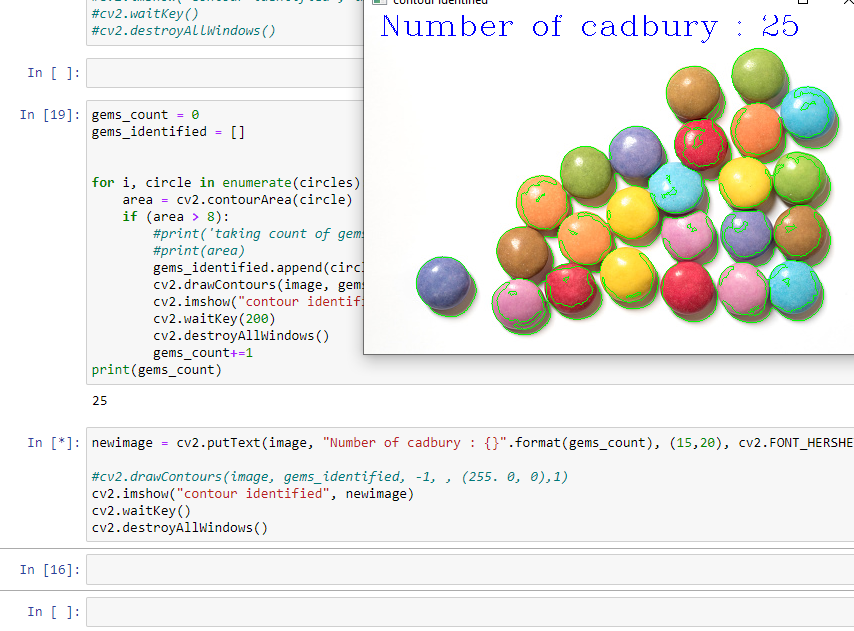 #cv2.waitKey()
#cv2.destroyAllWindows()
contour identified
Number of cadbury : 25
In [ ]:
In [19]:
gems_count = 0
gems_identified = []
for i, circle in enumerate(circles)
area = cv2.contourArea(circle)
if (area > 8):
#print('taking count of gems
#print(area)
gems_identified.append(circl
cv2.drawContours(image, gems
cv2.imshow("contour identifi
cv2.waitKey(200)
cv2.destroyAllWindows()
gems_count+=1
print(gems_count)
25
In [*]:
newimage = cv2.putText(image, "Number of cadbury : {}".format(gems_count), (15,20), cv2.FONT_HERSHE
#cv2.drawContours(image, gems_identified, -1, , (255. 0, 0),1)
cv2.imshow("contour identified", newimage)
cv2.waitKey()
cv2.destroyAllWindows()
In [16]:
In [ ]: